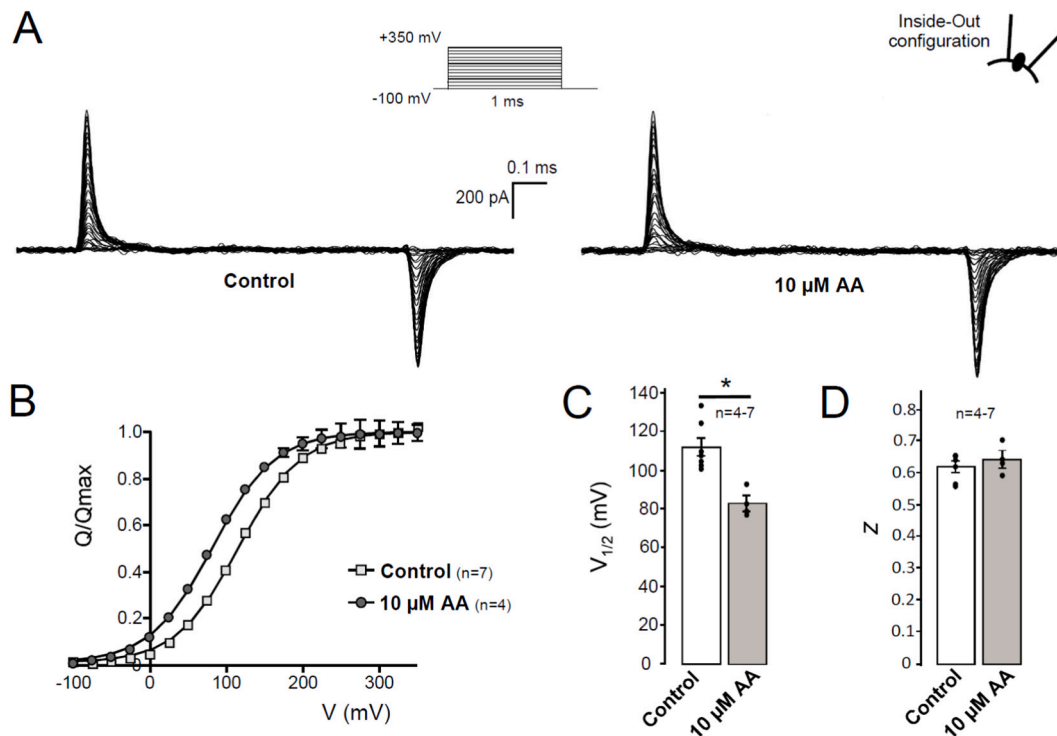 A
+350 mV
-100 mV
1 ms
Inside-Out
configuration
0.1 ms
200 pA
Control
10 µM AA
B
Q/Qmax
1.0
0.8
0.6
0.4
0.2
0
-100
0
100
200
300
V (mV)
Control (n=7)
10 µM AA (n=4)
C
V1/2 (mV)
140
120
100
80
60
40
20
0
*
n=4-7
Control
10 µM AA
D
Z
0.8
0.7
0.6
0.5
0.4
0.3
0.2
0.1
0
n=4-7
Control
10 µM AA